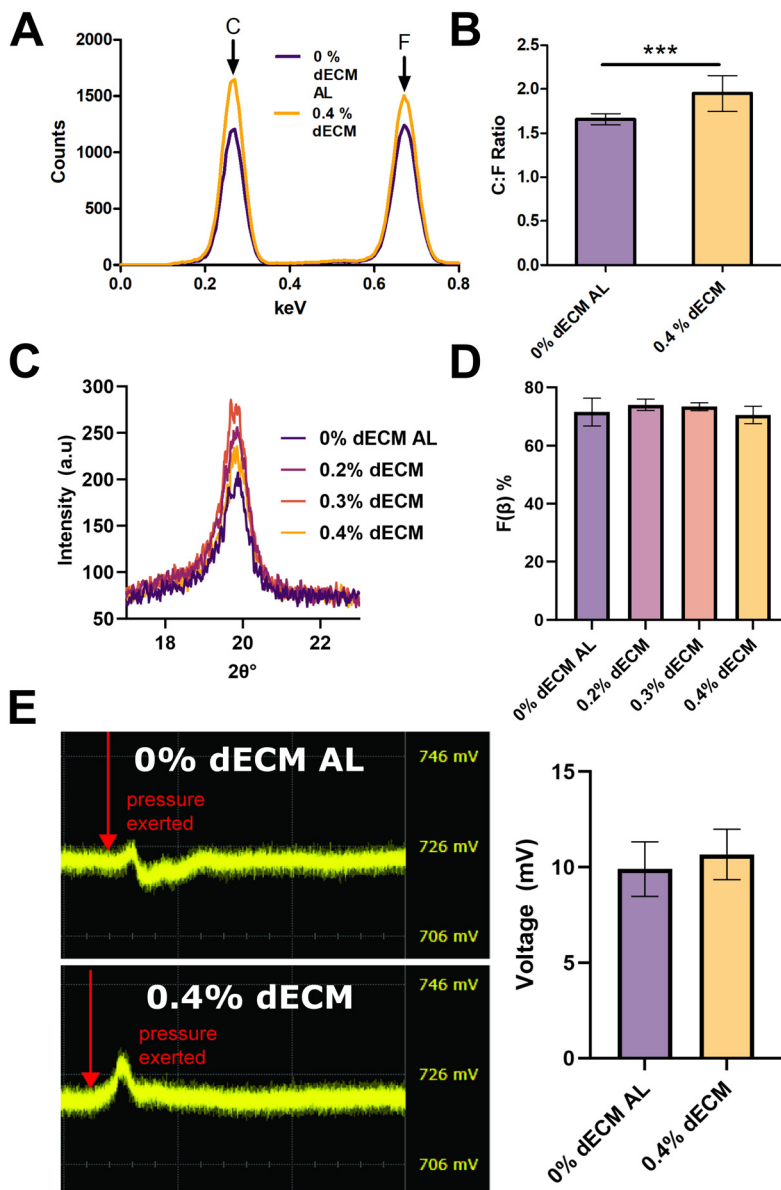 A
C
F
2000
1500
1000
500
0
Counts
0.0
0.2
0.4
0.6
0.8
keV
0 %
dECM
AL
0.4 %
dECM
B
***
2.5
2.0
1.5
1.0
0.5
0.0
C:F Ratio
0% dECM AL
0.4 % dECM
C
300
250
200
150
100
50
Intensity (a.u)
18
20
22
2θ°
0% dECM AL
0.2% dECM
0.3% dECM
0.4% dECM
D
80
60
40
20
0
F(β) %
0% dECM AL
0.2% dECM
0.3% dECM
0.4% dECM
E
0% dECM AL
pressure
exerted
746 mV
726 mV
706 mV
0.4% dECM
pressure
exerted
746 mV
726 mV
706 mV
15
10
5
0
Voltage (mV)
0% dECM AL
0.4% dECM